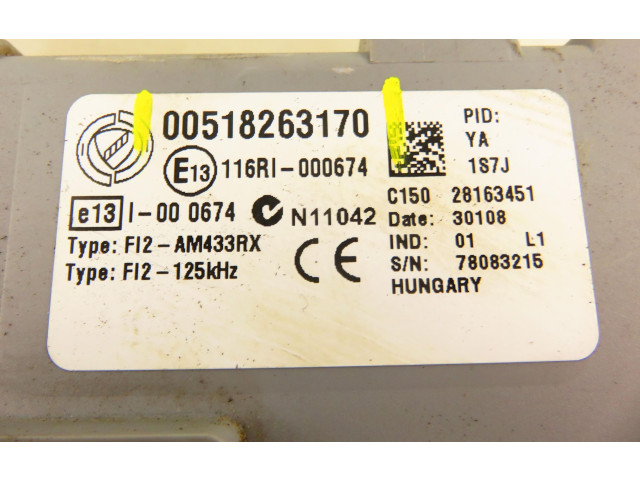 00518263170
PID:
YA
1S7J
E13 116RI-000674
e13 I-00 0674 N11042
C150 28163451
Date: 30108
Type: FI2-AM433RX
IND: 01 L1
Type: FI2-125kHz
CE
S/N: 78083215
HUNGARY